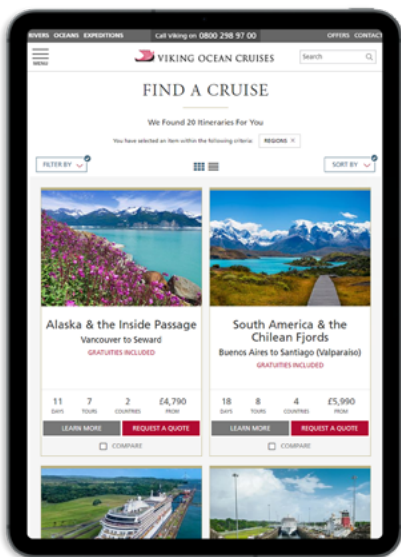 RIVERS OCEANS EXPEDITIONS Call Viking on 0800 298 97 00 OFFERS CONTACT
MENU VIKING OCEAN CRUISES Search
FIND A CRUISE
We Found 20 Itineraries For You
You have selected an item within the following criteria: REGIONS ×
FILTER BY SORT BY
Alaska & the Inside Passage
Vancouver to Seward
GRATUITIES INCLUDED
11 7 2 £4,790
DAYS TOURS COUNTRIES FROM
LEARN MORE REQUEST A QUOTE
COMPARE
South America & the
Chilean Fjords
Buenos Aires to Santiago (Valparaíso)
GRATUITIES INCLUDED
18 8 4 £5,990
DAYS TOURS COUNTRIES FROM
LEARN MORE REQUEST A QUOTE
COMPARE